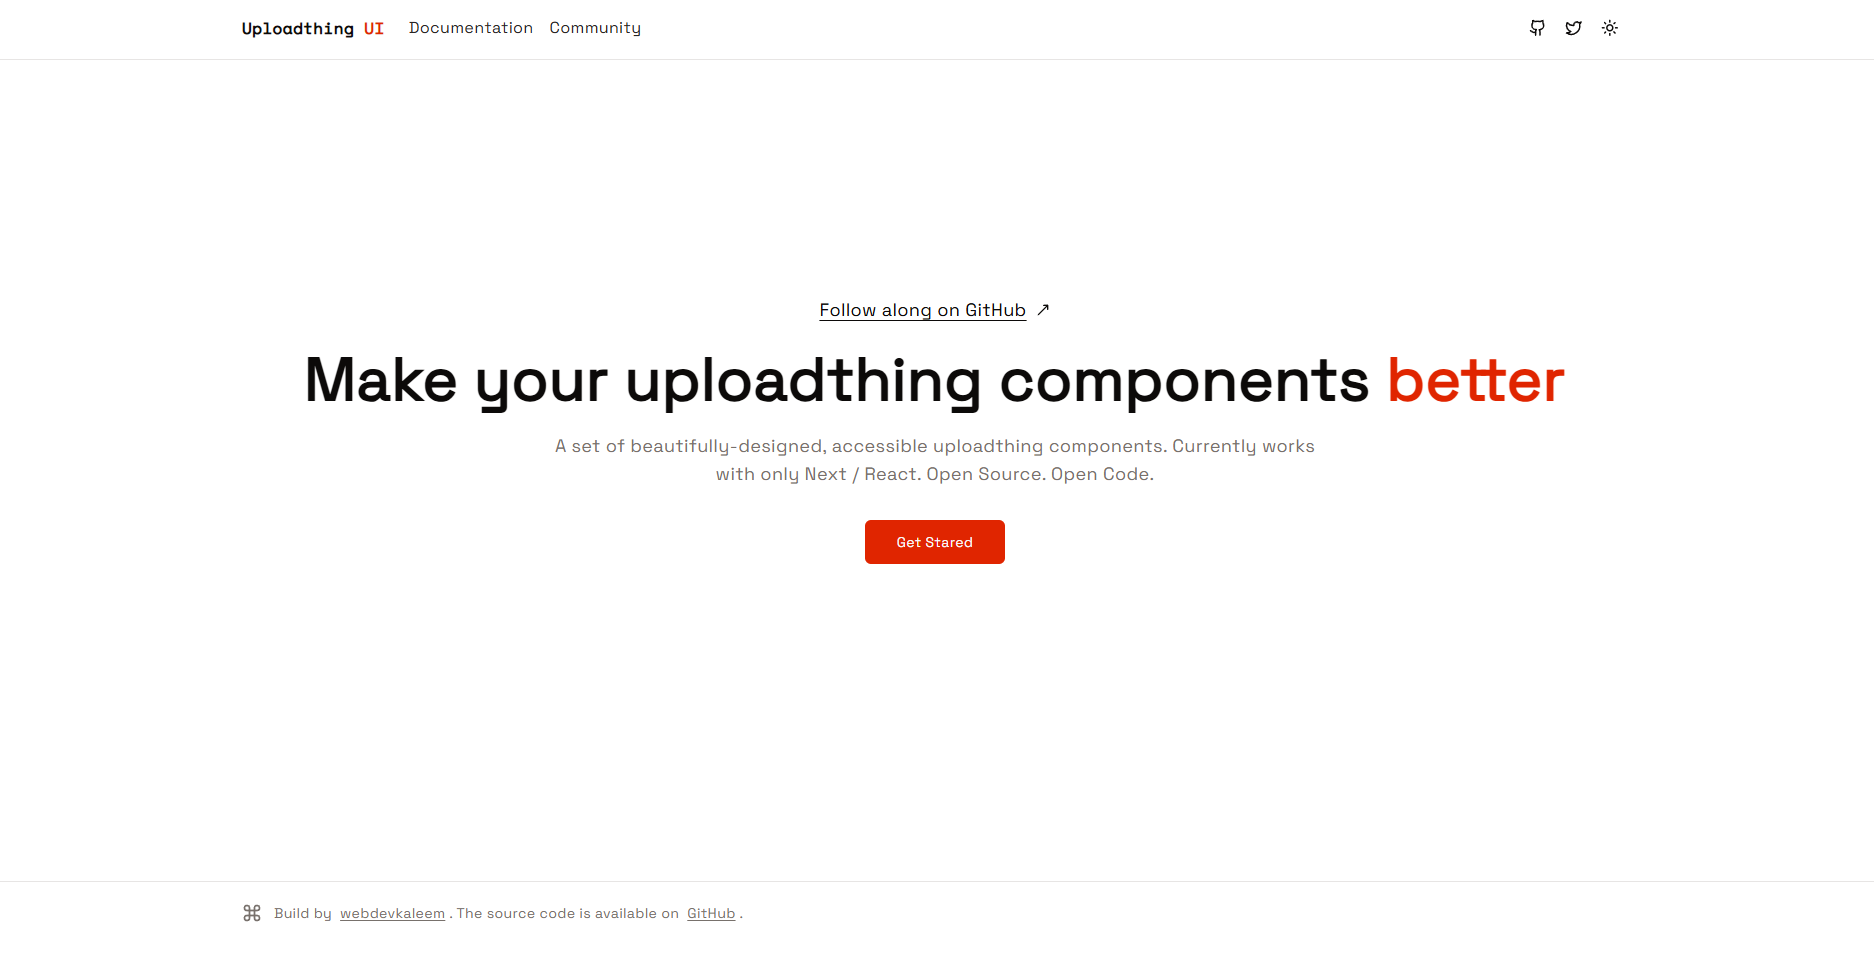 Uploadthing UI Documentation Community
Follow along on GitHub ↗
Make your uploadthing components better
A set of beautifully-designed, accessible uploadthing components. Currently works
with only Next / React. Open Source. Open Code.
Get Stared
Build by webdevkaleem . The source code is available on GitHub .